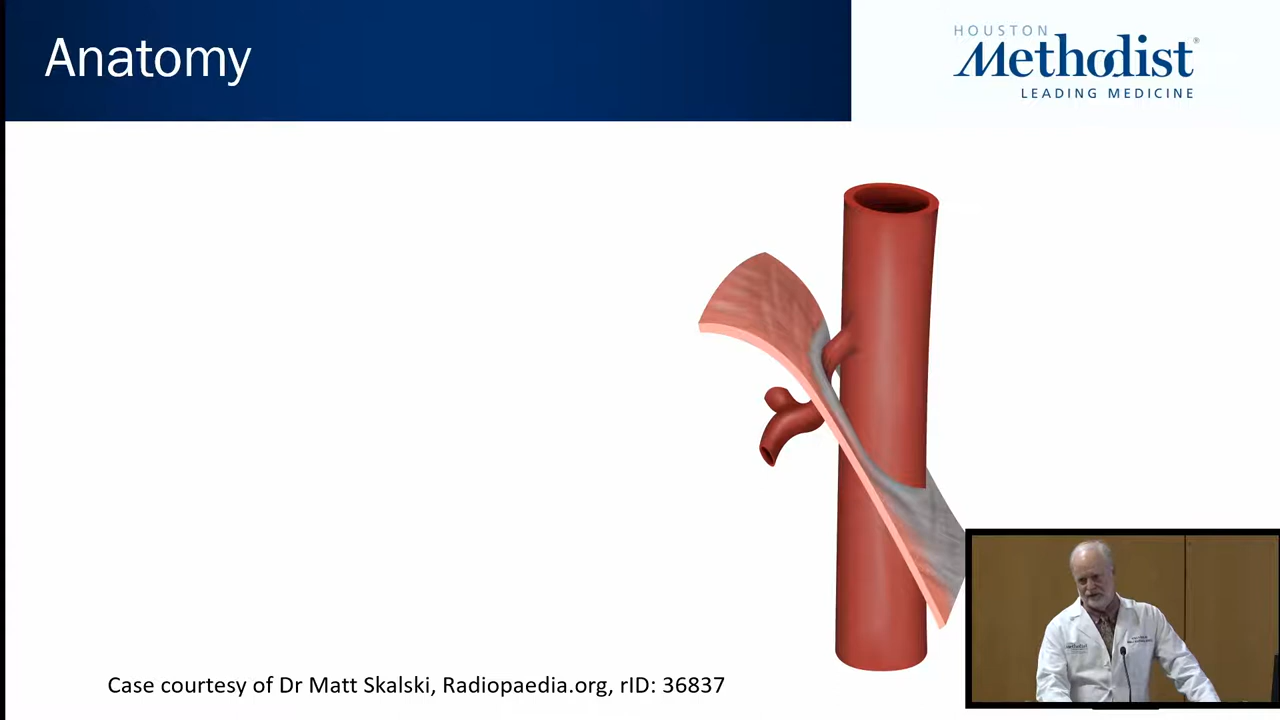 Anatomy
HOUSTON
Methodist®
LEADING MEDICINE
Case courtesy of Dr Matt Skalski, Radiopaedia.org, rID: 36837